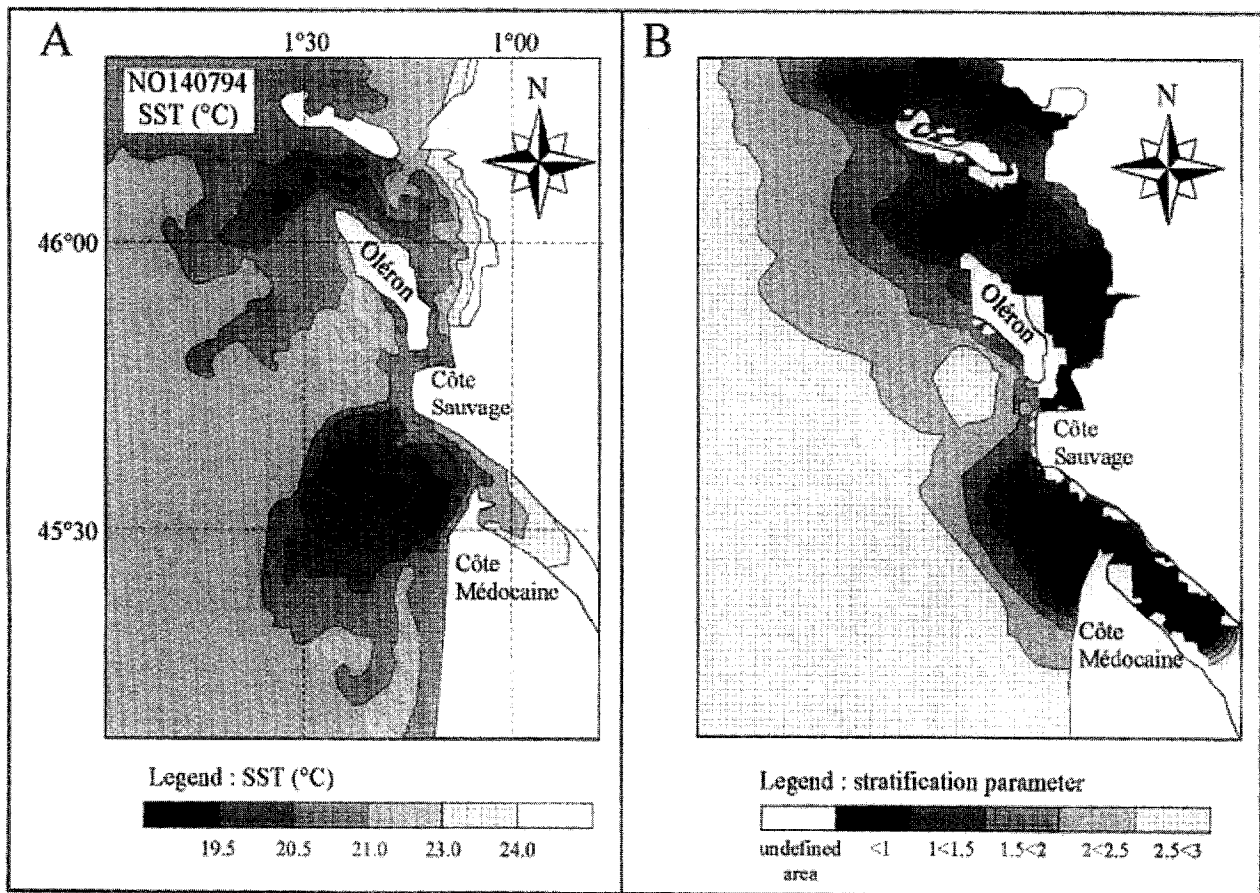 A
1°30
1°00
NO140794
SST (°C)
N
46°00
Oléron
Côte
Sauvage
45°30
Côte
Médocaine
Legend : SST (°C)
19.5 20.5 21.0 23.0 24.0
B
N
Oléron
Côte
Sauvage
Côte
Médocaine
Legend : stratification parameter
undefined area <1 1<1.5 1.5<2 2<2.5 2.5<3